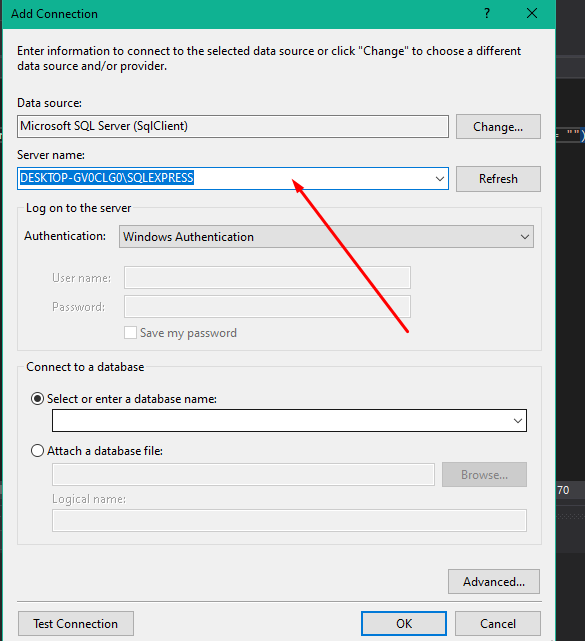 Add Connection
?
Enter information to connect to the selected data source or click "Change" to choose a different
data source and/or provider.
Data source:
Microsoft SQL Server (SqlClient)
Change...
= "")
Server name:
DESKTOP-GV0CLG0\SQLEXPRESS
Refresh
Log on to the server
Authentication:
Windows Authentication
User name:
Password:
Save my password
Connect to a database
Select or enter a database name:
Attach a database file:
Browse...
70
Logical name:
Advanced...
Test Connection
OK
Cancel